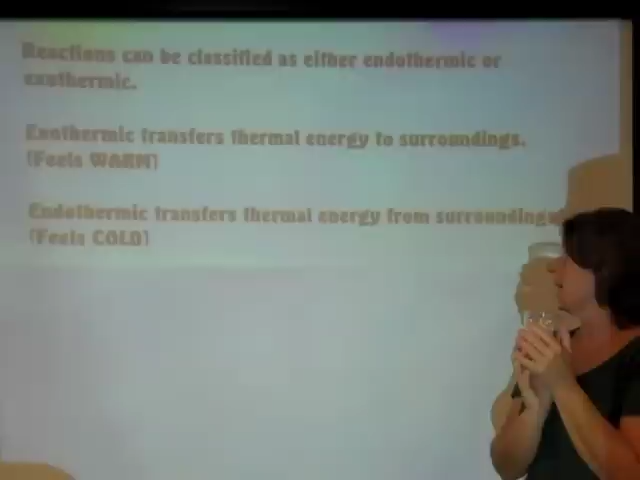 Reactions can be classified as either endothermic or
exothermic.
Exothermic transfers thermal energy to surroundings.
(Feels WARM)
Endothermic transfers thermal energy from surroundings
(Feels COLD)